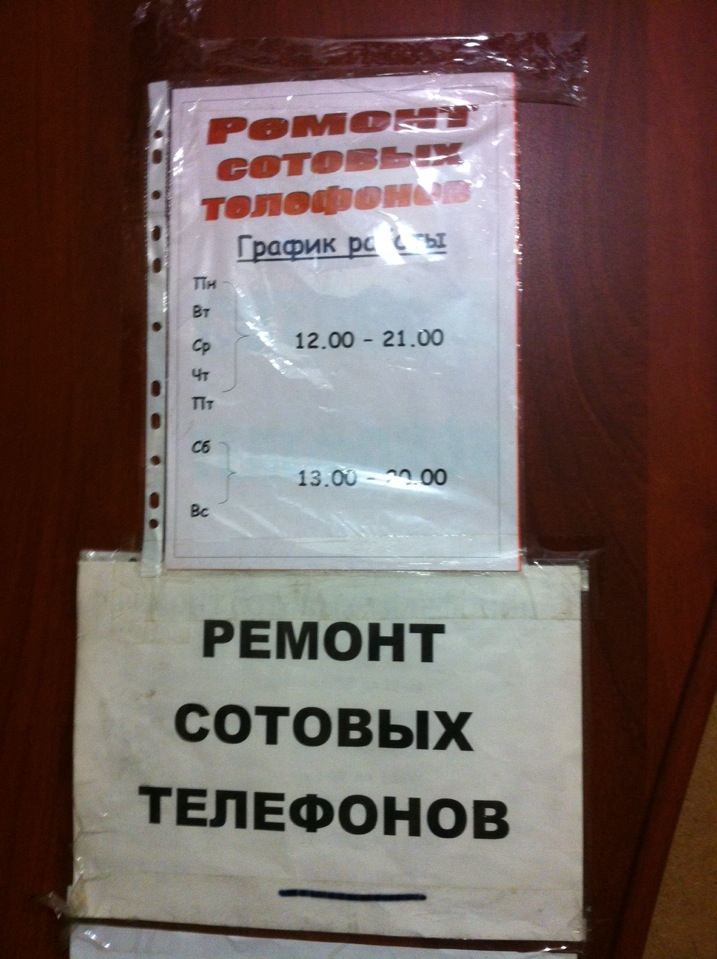 Ремонт
сотовых
телефонов
График работы
Пн
Вт
Ср
12.00 - 21.00
Чт
Пт
Сб
13.00 - 20.00
Вс
РЕМОНТ
СОТОВЫХ
ТЕЛЕФОНОВ